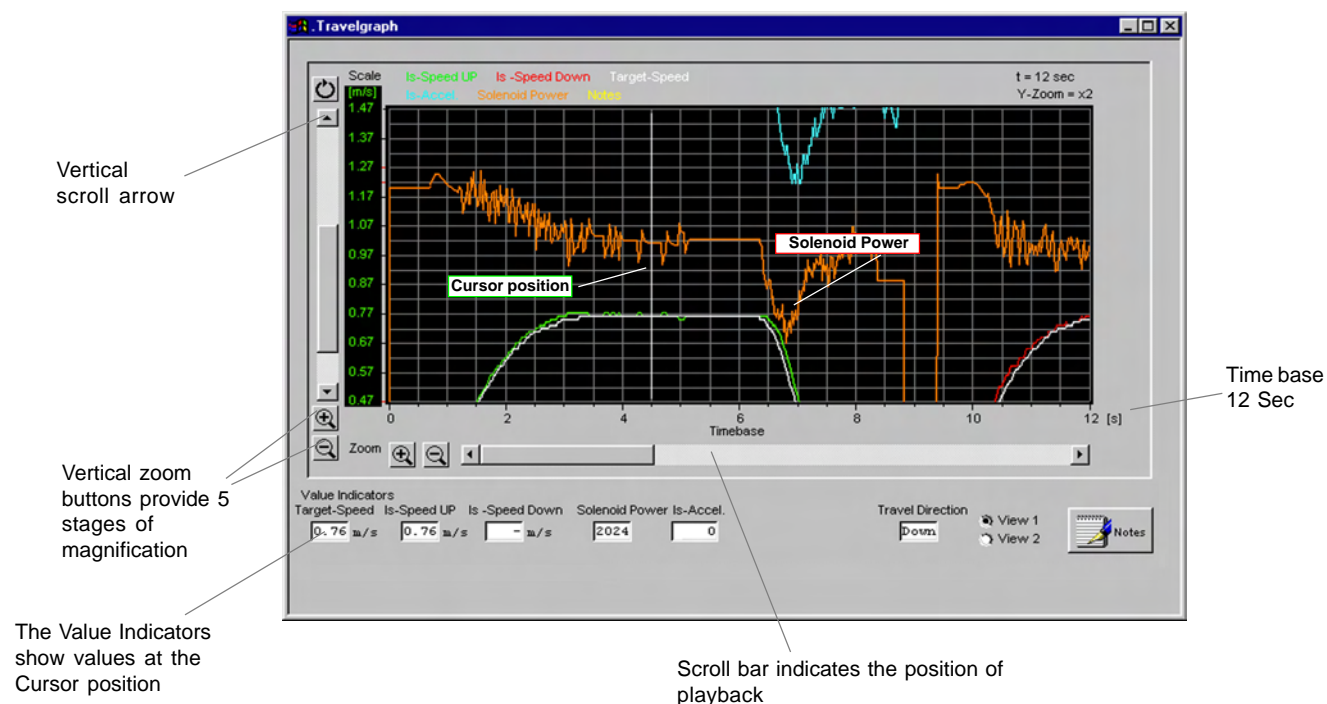 .Travelgraph
Scale Is-Speed UP Is -Speed Down Target-Speed t = 12 sec
[m/s] Is-Accel. Solenoid Power Notes Y-Zoom = x2
1.47
1.37
1.27
1.17
1.07
0.97
0.87
0.77
0.67
0.57
0.47
Vertical
scroll arrow
Solenoid Power
Cursor position
0 2 4 6 8 10 12 [s]
Timebase
Time base
12 Sec
Zoom
Vertical zoom
buttons provide 5
stages of
magnification
Value Indicators
Target-Speed Is-Speed UP Is -Speed Down Solenoid Power Is-Accel. Travel Direction
0.76 m/s 0.76 m/s - m/s 2024 0 Down
View 1
View 2
Notes
The Value Indicators
show values at the
Cursor position
Scroll bar indicates the position of
playback